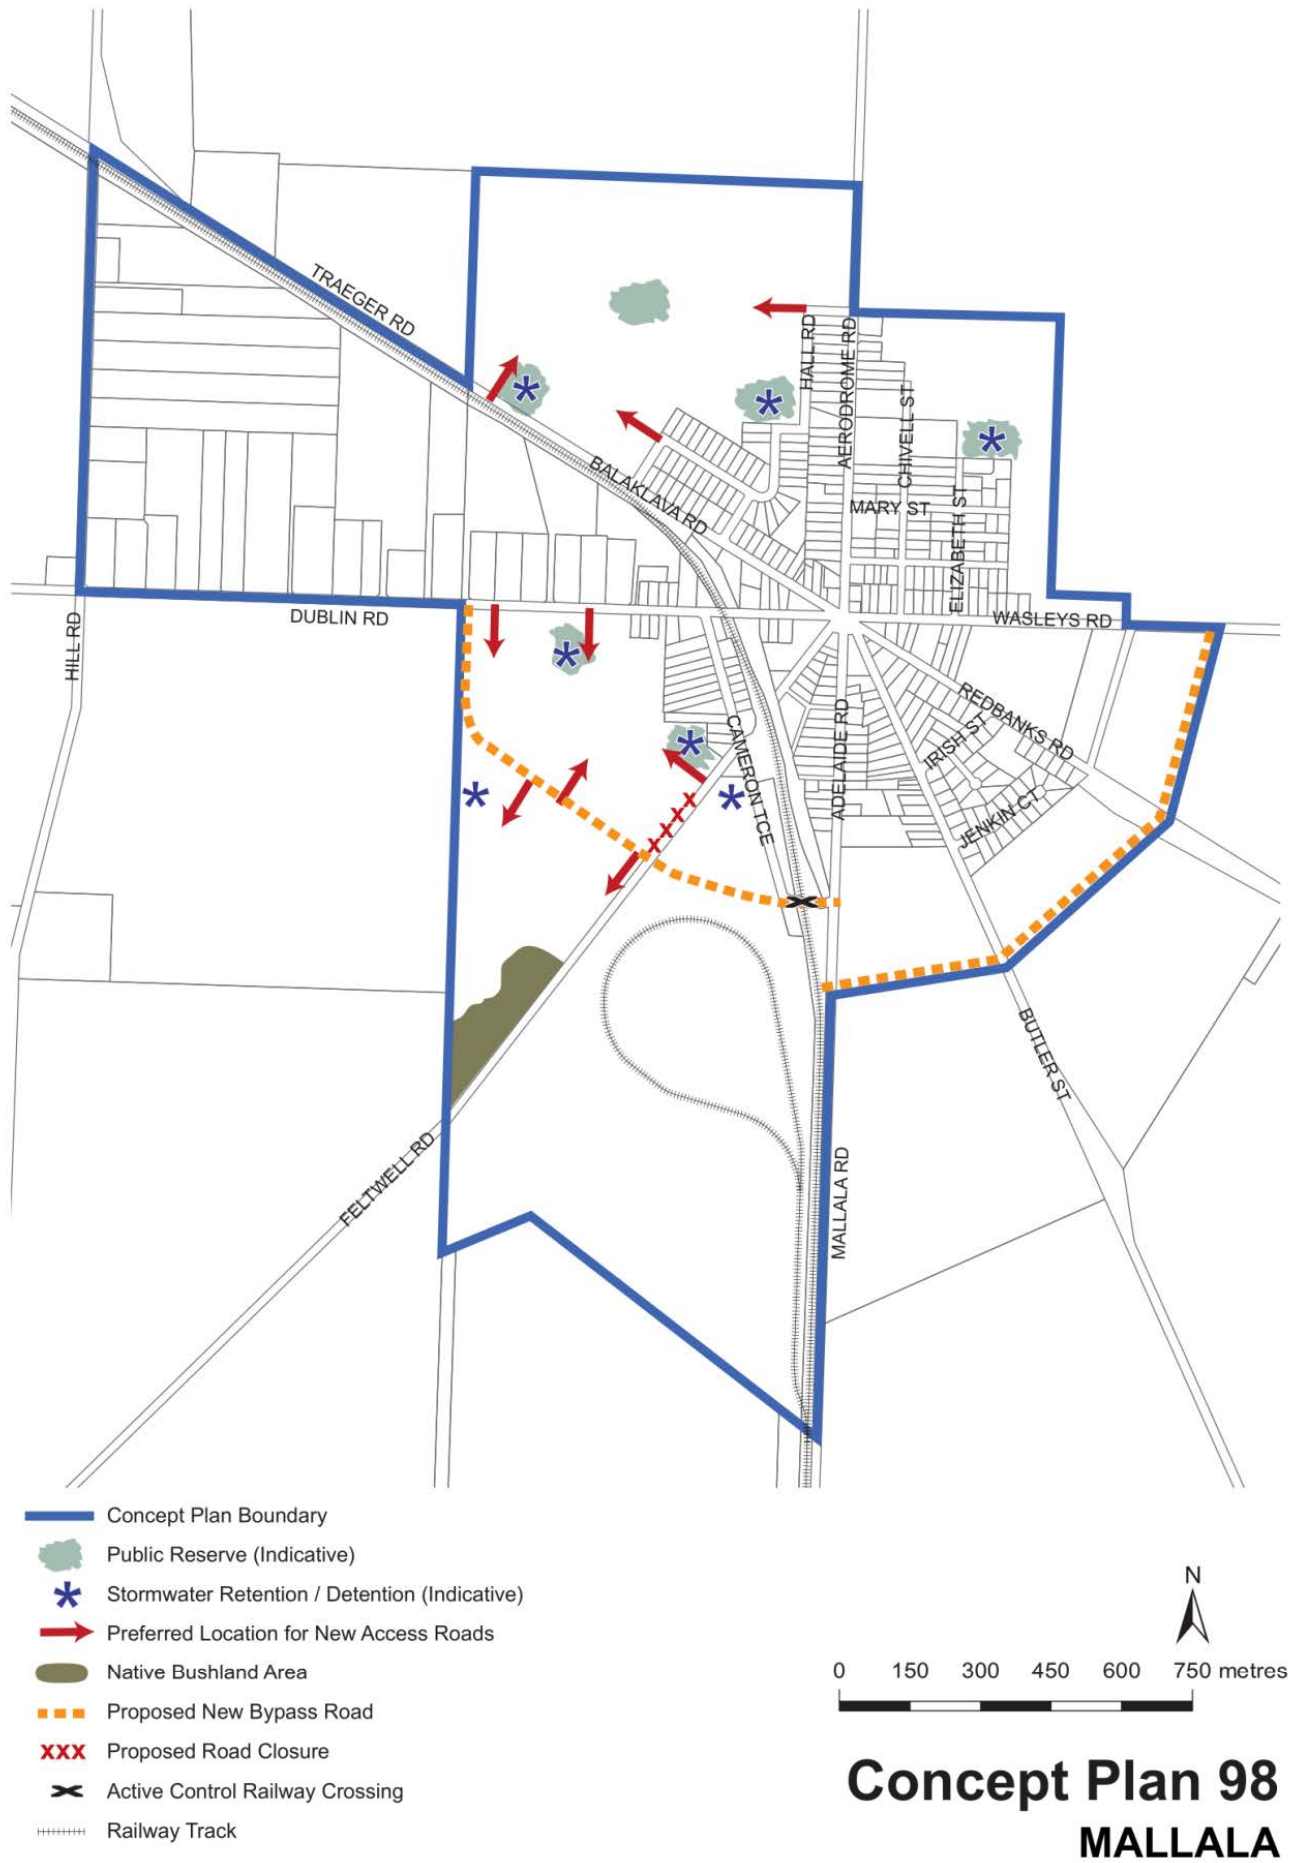 TRAEGER RD
HALL RD
AERODROME RD
CHIVELL ST
BALAKLAVA RD
MARY ST
ELIZABETH ST
DUBLIN RD
WASLEYS RD
HILL RD
REDBANKS RD
IRISH ST
CAMERON TCE
ADELAIDE RD
JENKIN CT
BUTLER ST
FELTWELL RD
MALLALA RD
Concept Plan Boundary
Public Reserve (Indicative)
Stormwater Retention / Detention (Indicative)
Preferred Location for New Access Roads
Native Bushland Area
Proposed New Bypass Road
XXX Proposed Road Closure
Active Control Railway Crossing
Railway Track
N
0 150 300 450 600 750 metres
Concept Plan 98
MALLALA